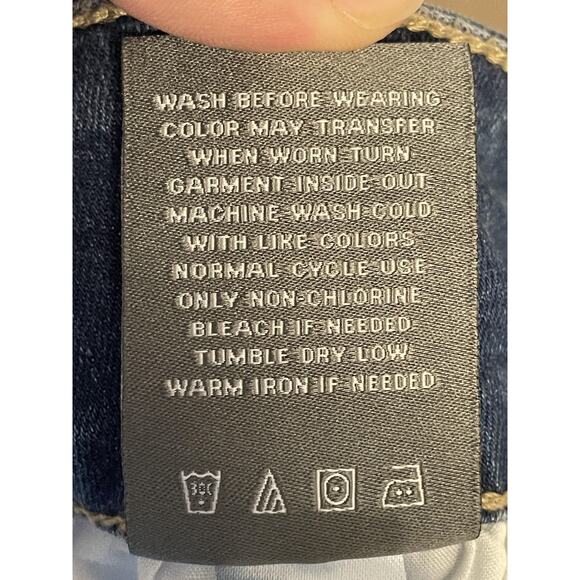 WASH BEFORE WEARING
COLOR MAY TRANSFER
WHEN WORN TURN
GARMENT INSIDE OUT
MACHINE WASH COLD
WITH LIKE COLORS
NORMAL CYCLE USE
ONLY NON-CHLORINE
BLEACH IF NEEDED
TUMBLE DRY LOW
WARM IRON IF NEEDED